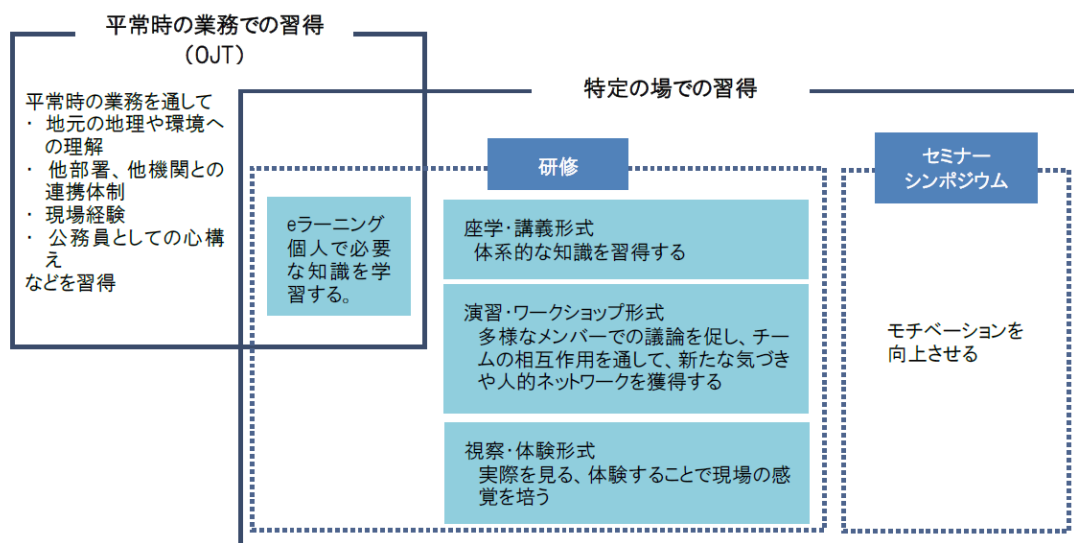 平常時の業務での習得
（OJT）
平常時の業務を通して
・ 地元の地理や環境へ
の理解
・ 他部署、他機関との
連携体制
・ 現場経験
・ 公務員としての心構
え
などを習得
特定の場での習得
研修
eラーニング
個人で必要
な知識を学
習する。
座学・講義形式
体系的な知識を習得する
演習・ワークショップ形式
多様なメンバーでの議論を促し、チー
ムの相互作用を通して、新たな気づき
や人的ネットワークを獲得する
視察・体験形式
実際を見る、体験することで現場の感
覚を培う
セミナー
シンポジウム
モチベーションを
向上させる